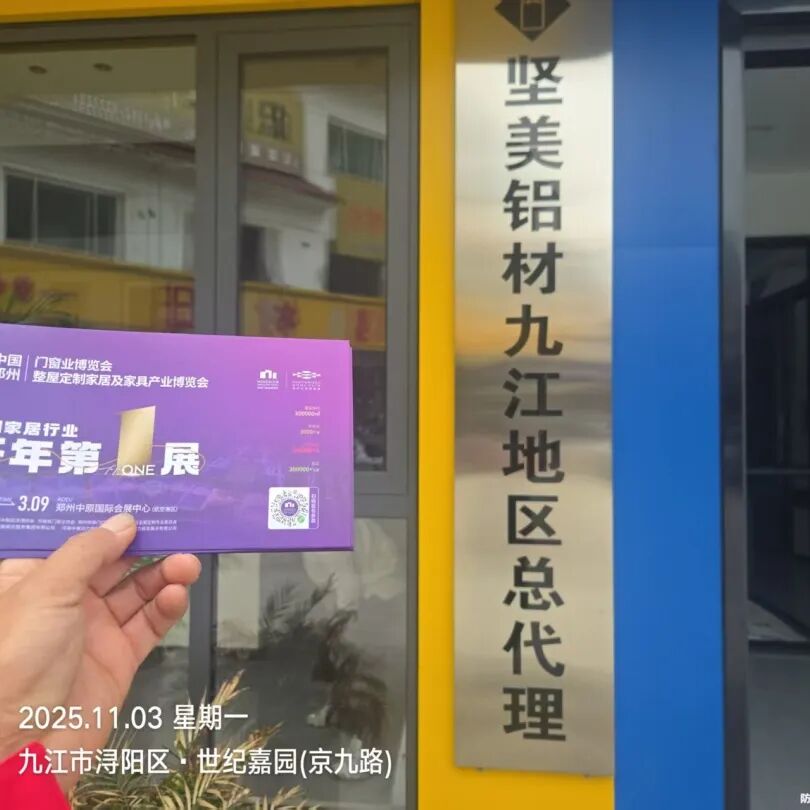 坚美铝材九江地区总代理
中国
郑州
门窗业博览会
整屋定制家居及家具产业博览会
家居行业
年第
ONE
展
3.09
郑州中原国际会展中心
2025.11.03 星期一
九江市浔阳区·世纪嘉园(京九路)
防